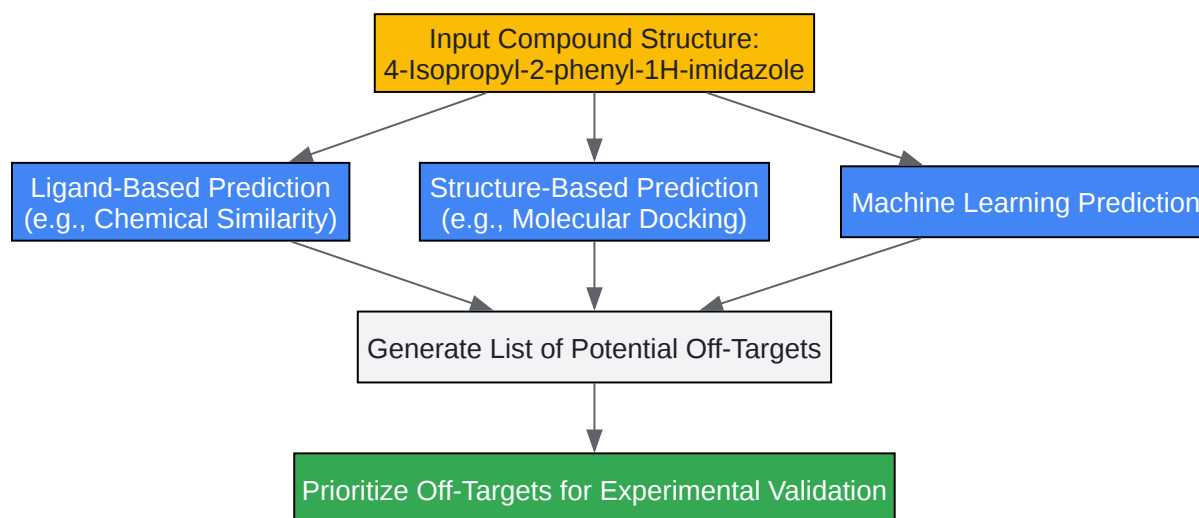 Input Compound Structure:
4-Isopropyl-2-phenyl-1H-imidazole
Ligand-Based Prediction
(e.g., Chemical Similarity)
Structure-Based Prediction
(e.g., Molecular Docking)
Machine Learning Prediction
Generate List of Potential Off-Targets
Prioritize Off-Targets for Experimental Validation